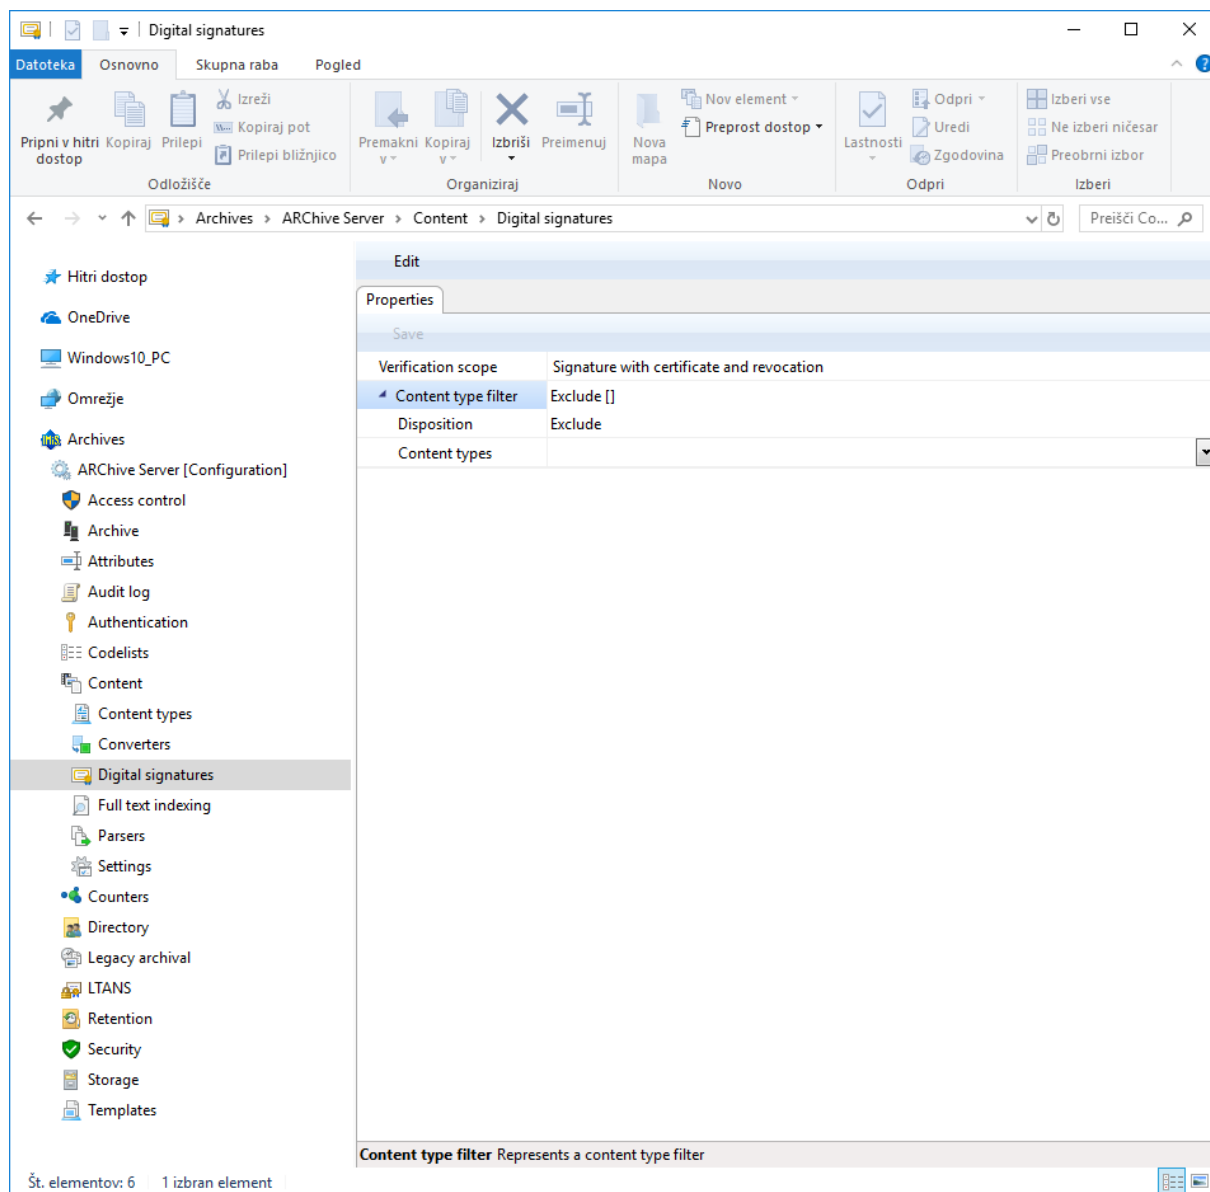 Digital signatures
Datoteka Osnovno Skupna raba Pogled
Pripni v hitri dostop
Kopiraj
Prilepi
Izreži
Kopiraj pot
Prilepi bližnjico
Odložišče
Premakni v
Kopiraj v
Izbriši
Preimenuj
Organiziraj
Nova mapa
Nov element
Preprost dostop
Novo
Lastnosti
Odpri
Uredi
Zgodovina
Odpri
Izberi vse
Ne izberi ničesar
Preobrni izbor
Izberi
Archives > ARChive Server > Content > Digital signatures
Preišči Co...
Hitri dostop
OneDrive
Windows10_PC
Omrežje
Archives
ARChive Server [Configuration]
Access control
Archive
Attributes
Audit log
Authentication
Codelists
Content
Content types
Converters
Digital signatures
Full text indexing
Parsers
Settings
Counters
Directory
Legacy archival
LTANS
Retention
Security
Storage
Templates
Edit
Properties
Save
Verification scope Signature with certificate and revocation
Content type filter Exclude []
Disposition Exclude
Content types
Content type filter Represents a content type filter
Št. elementov: 6 1 izbran element